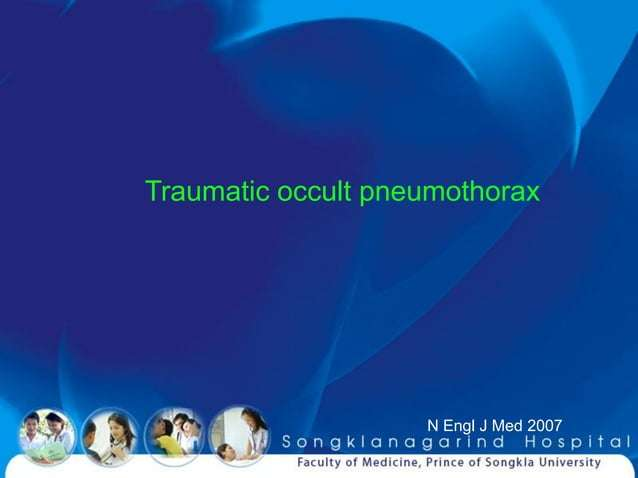 Traumatic occult pneumothorax
N Engl J Med 2007
Songklanagarind Hospital
Faculty of Medicine, Prince of Songkla University